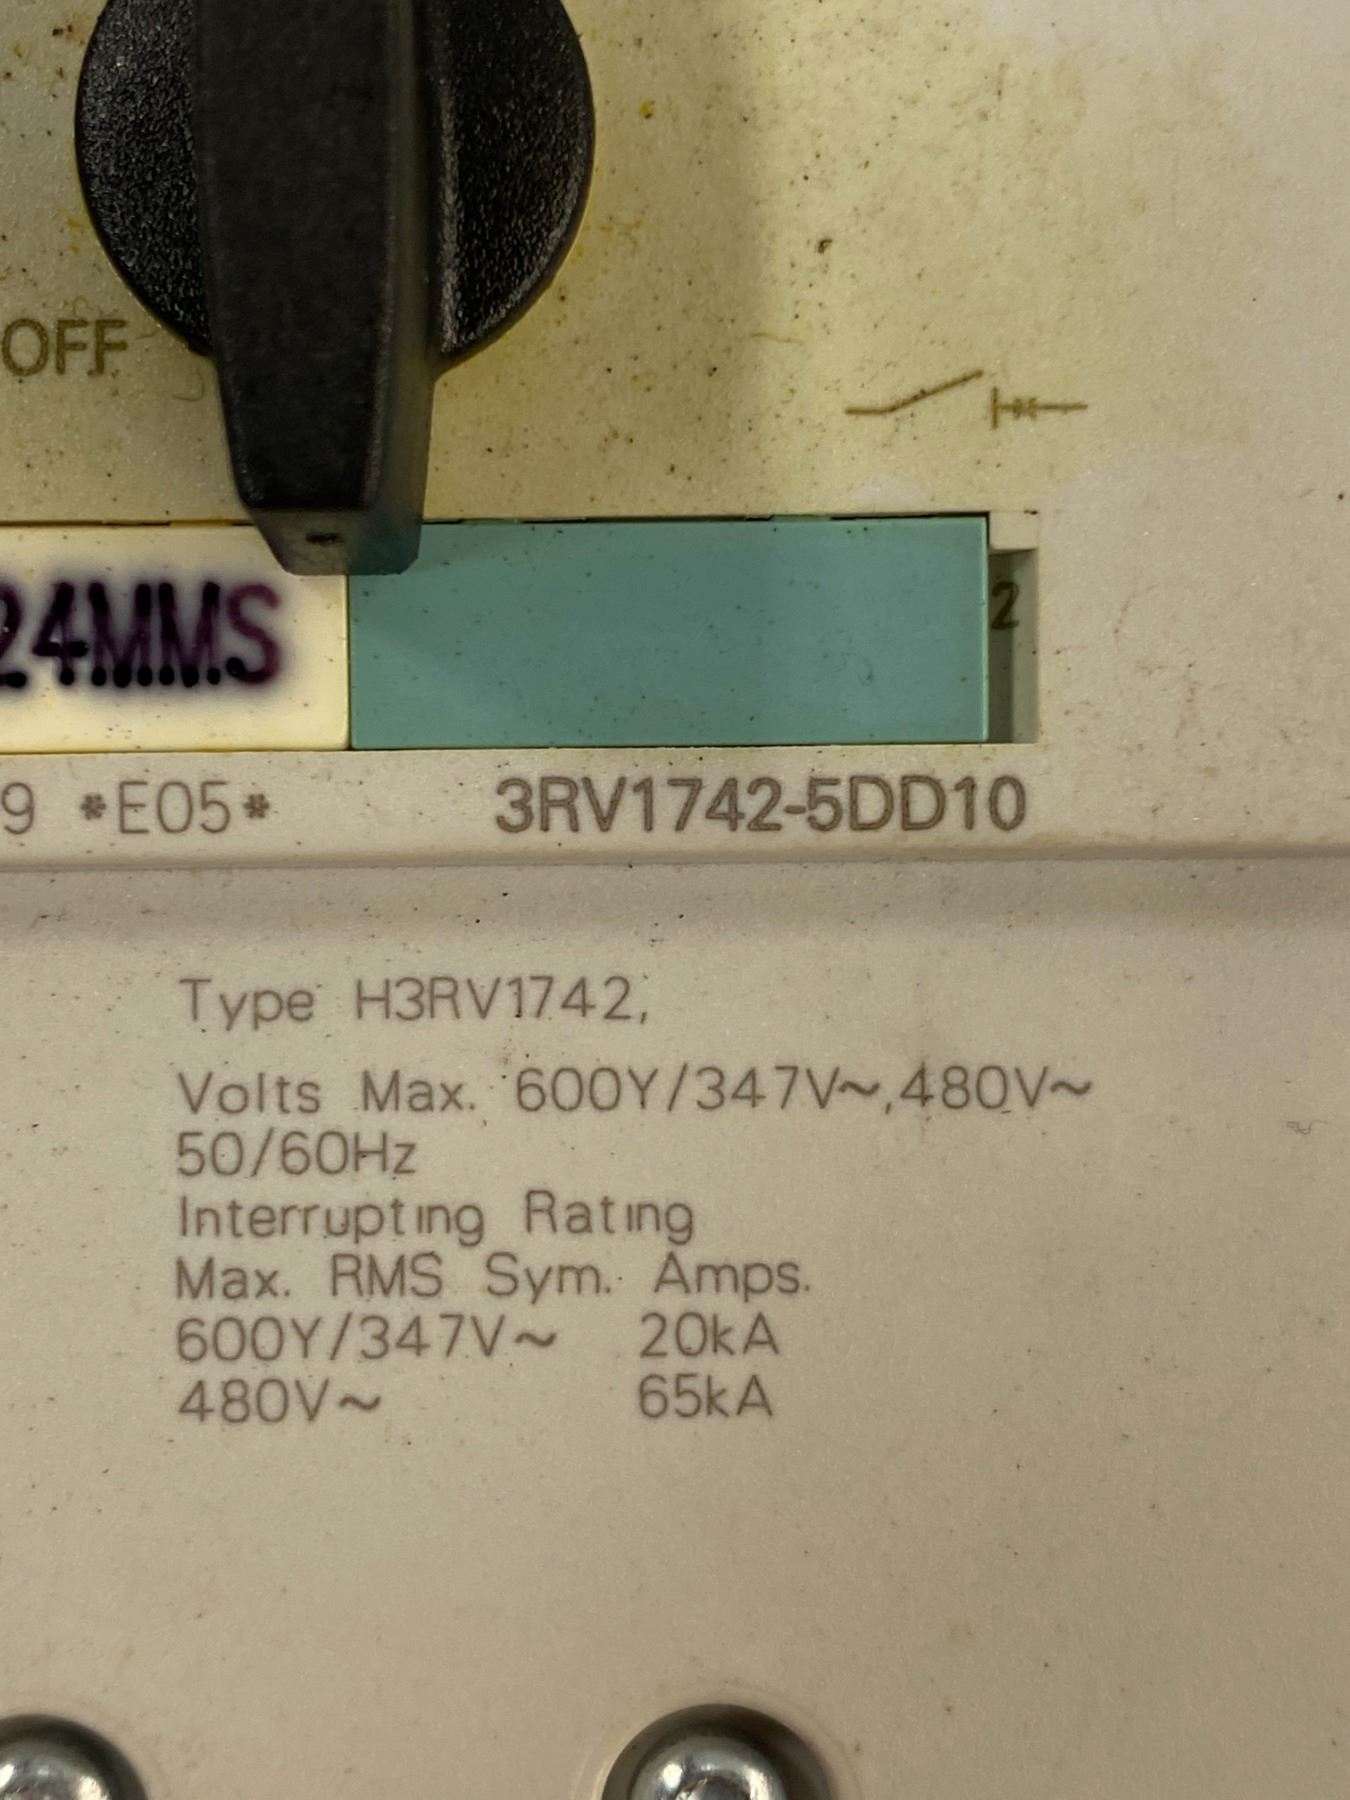 OFF
24MMS
2
9 *E05*
3RV1742-5DD10
Type H3RV1742,
Volts Max. 600Y/347V~,480V~
50/60Hz
Interrupting Rating
Max. RMS Sym. Amps.
600Y/347V~ 20kA
480V~ 65kA